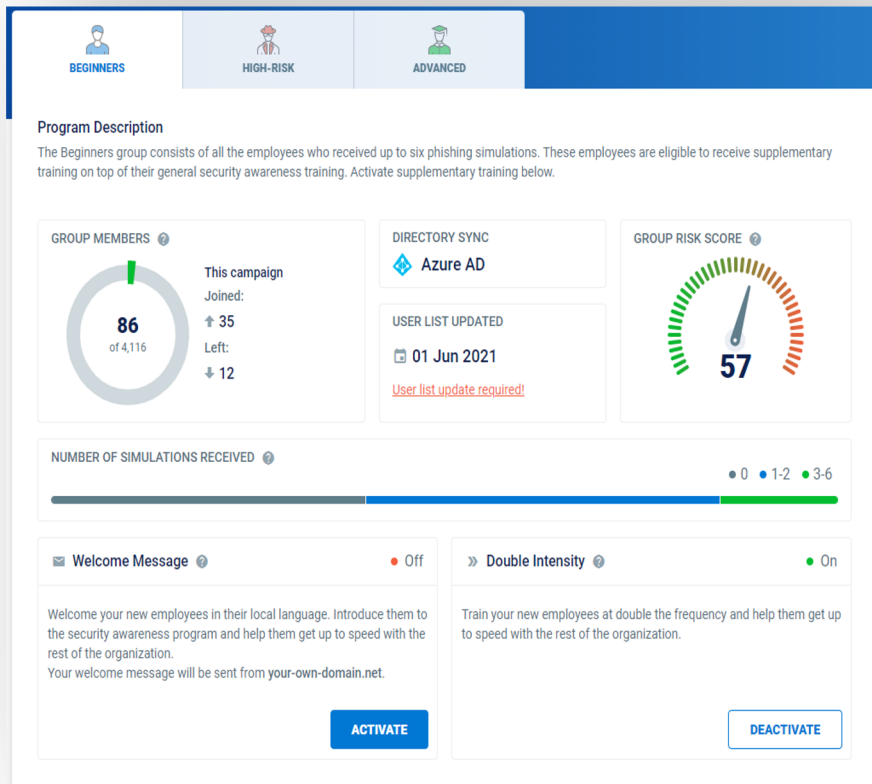 BEGINNERS
HIGH-RISK
ADVANCED
Program Description
The Beginners group consists of all the employees who received up to six phishing simulations. These employees are eligible to receive supplementary
training on top of their general security awareness training. Activate supplementary training below.
GROUP MEMBERS ?
86
of 4,116
This campaign
Joined:
35
Left:
12
DIRECTORY SYNC
Azure AD
USER LIST UPDATED
01 Jun 2021
User list update required!
GROUP RISK SCORE ?
57
NUMBER OF SIMULATIONS RECEIVED ?
0 1-2 3-6
Welcome Message ?
Off
Welcome your new employees in their local language. Introduce them to
the security awareness program and help them get up to speed with the
rest of the organization.
Your welcome message will be sent from your-own-domain.net.
ACTIVATE
Double Intensity ?
On
Train your new employees at double the frequency and help them get up
to speed with the rest of the organization.
DEACTIVATE